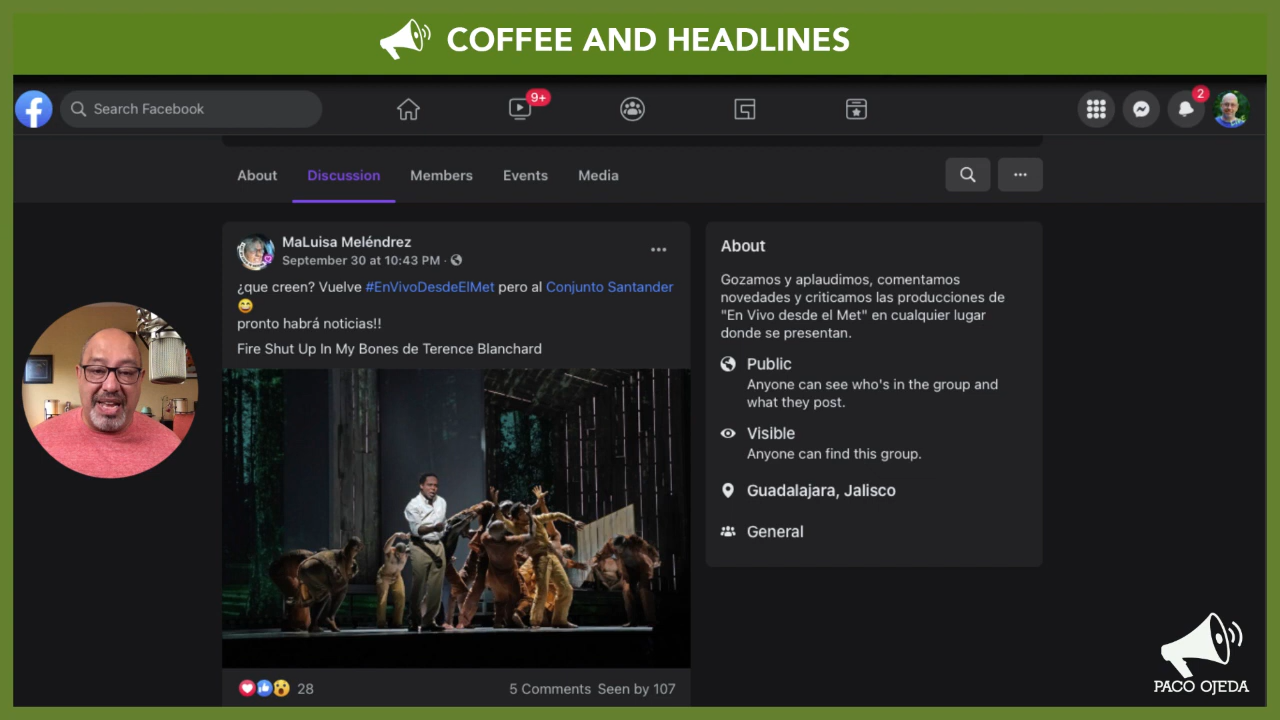 COFFEE AND HEADLINES
Search Facebook
9+
2
About
Discussion
Members
Events
Media
MaLuisa Meléndrez
September 30 at 10:43 PM ·
¿que creen? Vuelve #EnVivoDesdeElMet pero al Conjunto Santander
pronto habrá noticias!!
Fire Shut Up In My Bones de Terence Blanchard
28
5 Comments Seen by 107
About
Gozamos y aplaudimos, comentamos
novedades y criticamos las producciones de
"En Vivo desde el Met" en cualquier lugar
donde se presentan.
Public
Anyone can see who's in the group and
what they post.
Visible
Anyone can find this group.
Guadalajara, Jalisco
General
PACO OJEDA